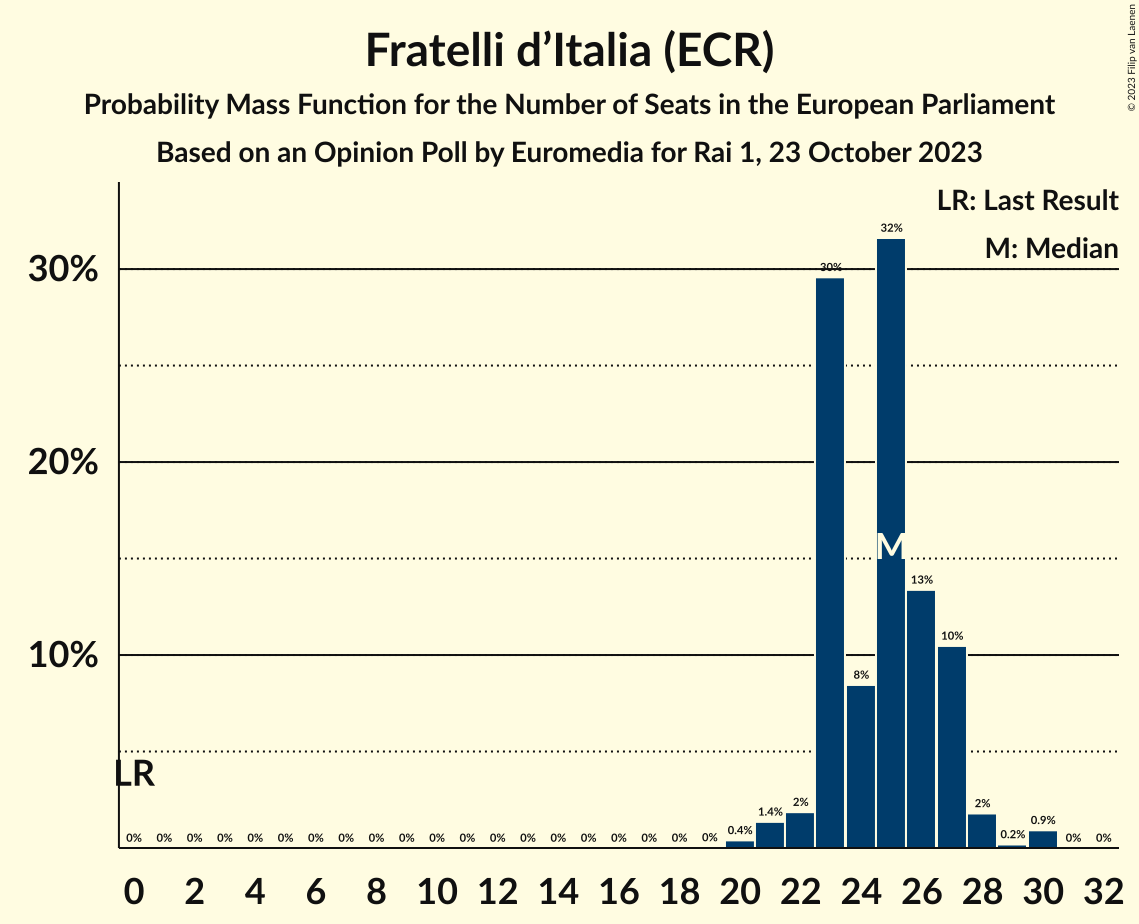 Fratelli d’Italia (ECR)
Probability Mass Function for the Number of Seats in the European Parliament
Based on an Opinion Poll by Euromedia for Rai 1, 23 October 2023
© 2023 Filip van Laenen
LR: Last Result
M: Median
30%
20%
10%
32%
30%
M
13%
10%
8%
LR
0% 0% 0% 0% 0% 0% 0% 0% 0% 0% 0% 0% 0% 0% 0% 0% 0% 0% 0% 0% 0.4% 1.4% 2% 2% 0.2% 0.9% 0% 0%
0 2 4 6 8 10 12 14 16 18 20 22 24 26 28 30 32